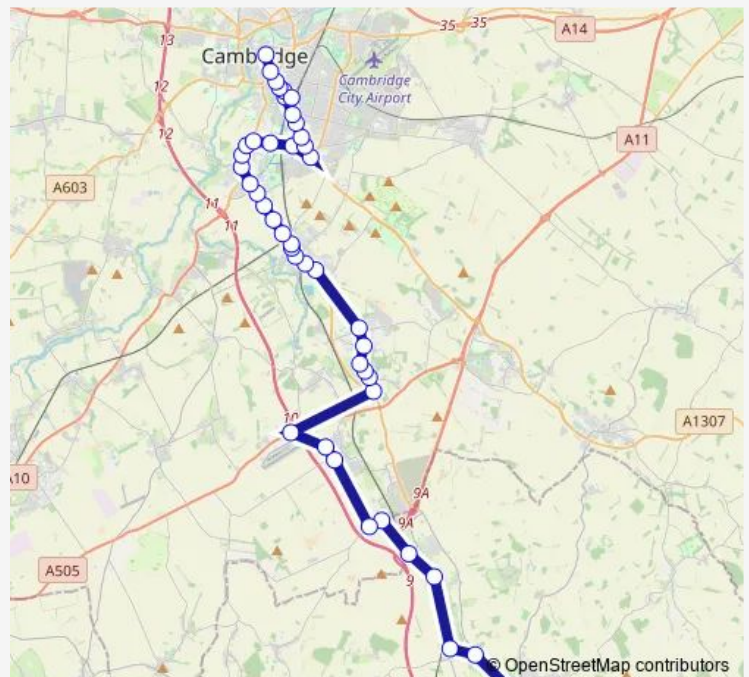 13
35
35
A14
Cambridge
12
Cambridge
City Airport
12
A11
A603
11
11
10
A1307
A10
9A
9A
A505
9
© OpenStreetMap contributors